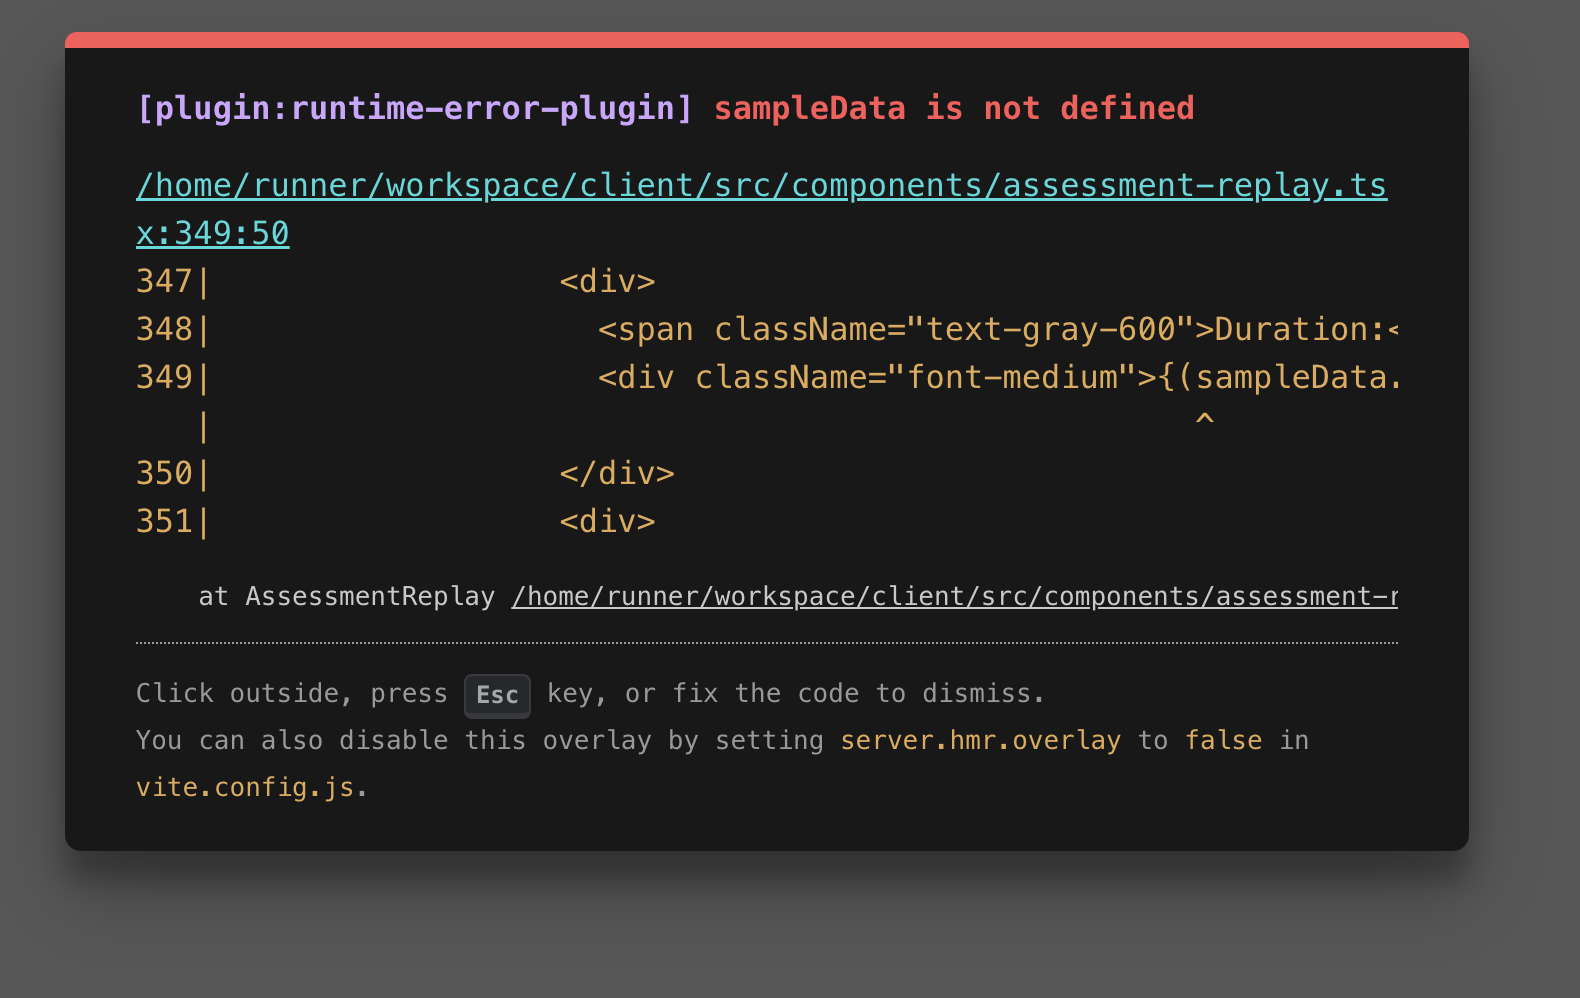 [plugin:runtime-error-plugin] sampleData is not defined
/home/runner/workspace/client/src/components/assessment-replay.ts
x:349:50
347|                  <div>
348|                    <span className="text-gray-600">Duration:<
349|                    <div className="font-medium">{(sampleData.
   |                                                   ^
350|                  </div>
351|                  <div>
    at AssessmentReplay /home/runner/workspace/client/src/components/assessment-r
Click outside, press Esc key, or fix the code to dismiss.
You can also disable this overlay by setting server.hmr.overlay to false in
vite.config.js.